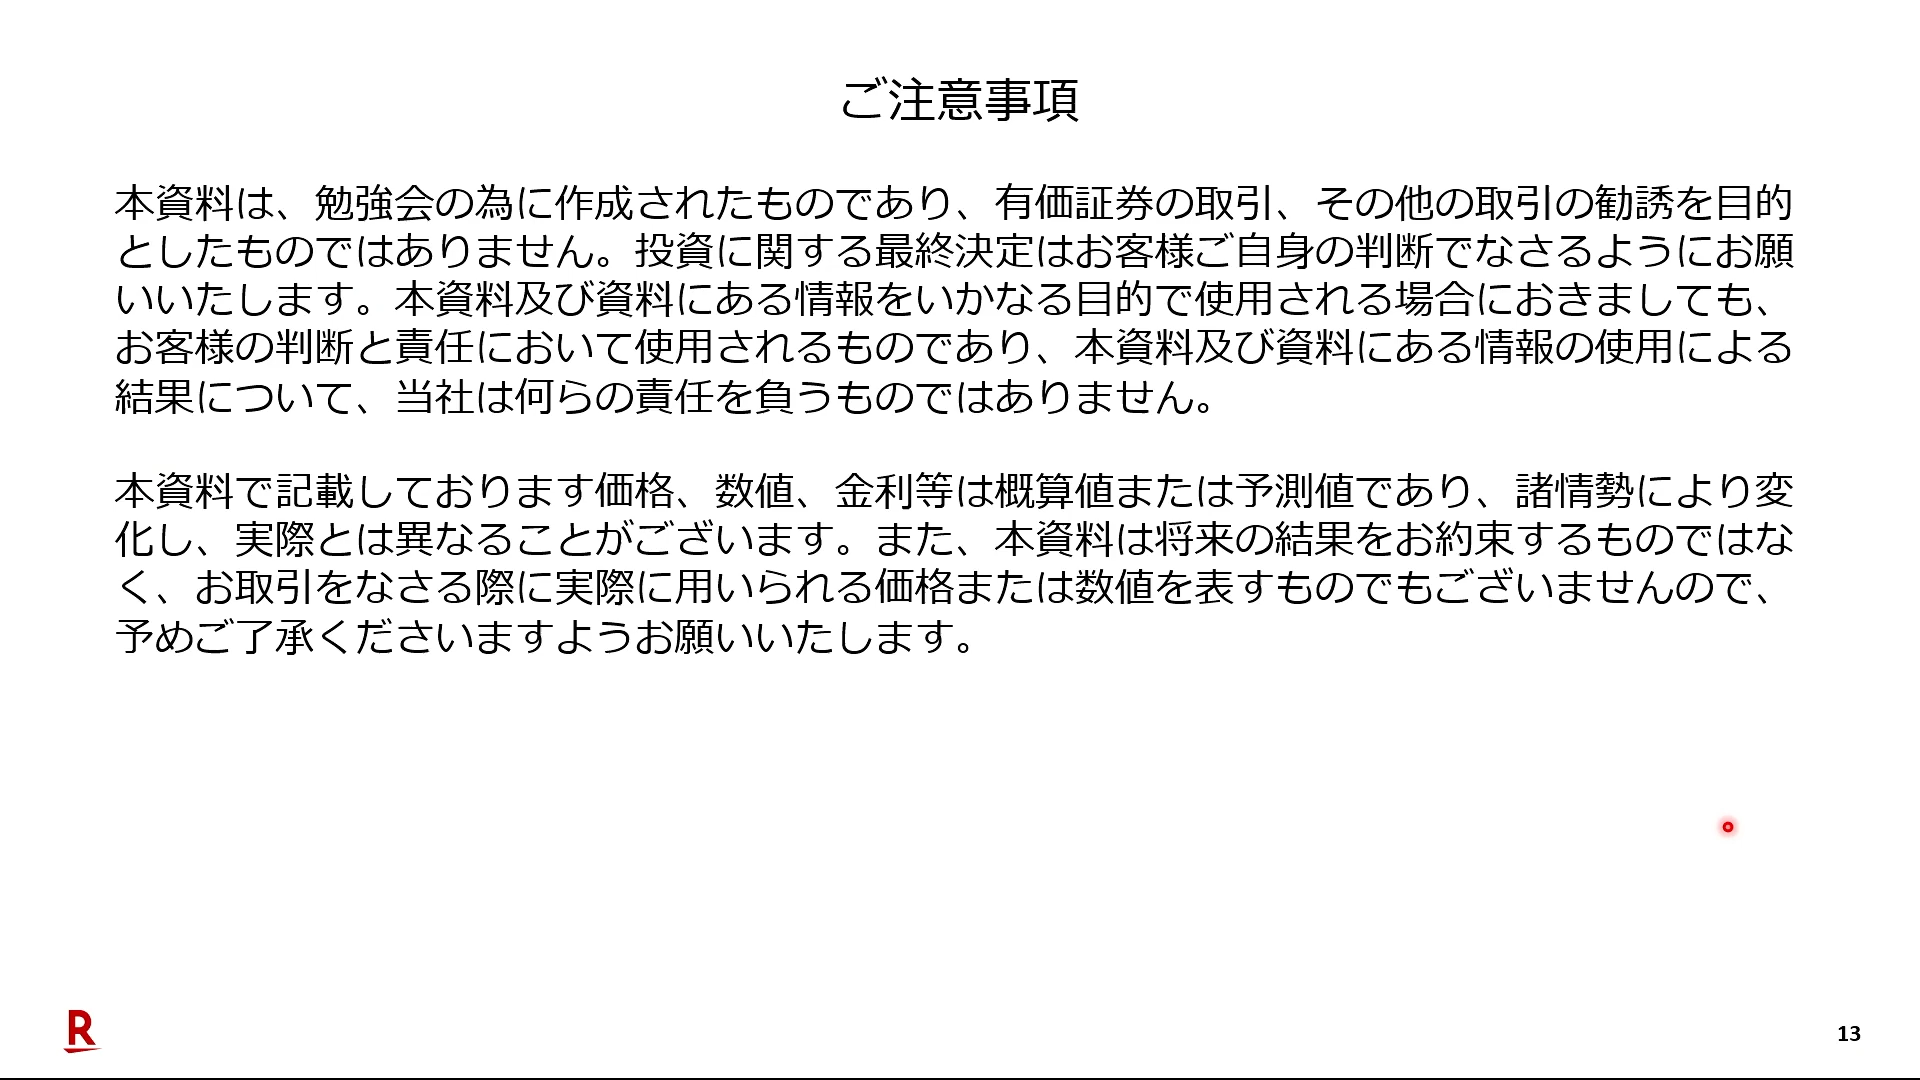 ご注意事項
本資料は、勉強会の為に作成されたものであり、有価証券の取引、その他の取引の勧誘を目的
としたものではありません。投資に関する最終決定はお客様ご自身の判断でなさるようにお願
いいたします。本資料及び資料にある情報をいかなる目的で使用される場合におきましても、
お客様の判断と責任において使用されるものであり、本資料及び資料にある情報の使用による
結果について、当社は何らの責任を負うものではありません。
本資料で記載しております価格、数値、金利等は概算値または予測値であり、諸情勢により変
化し、実際とは異なることがございます。また、本資料は将来の結果をお約束するものではな
く、お取引をなさる際に実際に用いられる価格または数値を表すものでもございませんので、
予めご了承くださいますようお願いいたします。
R
13